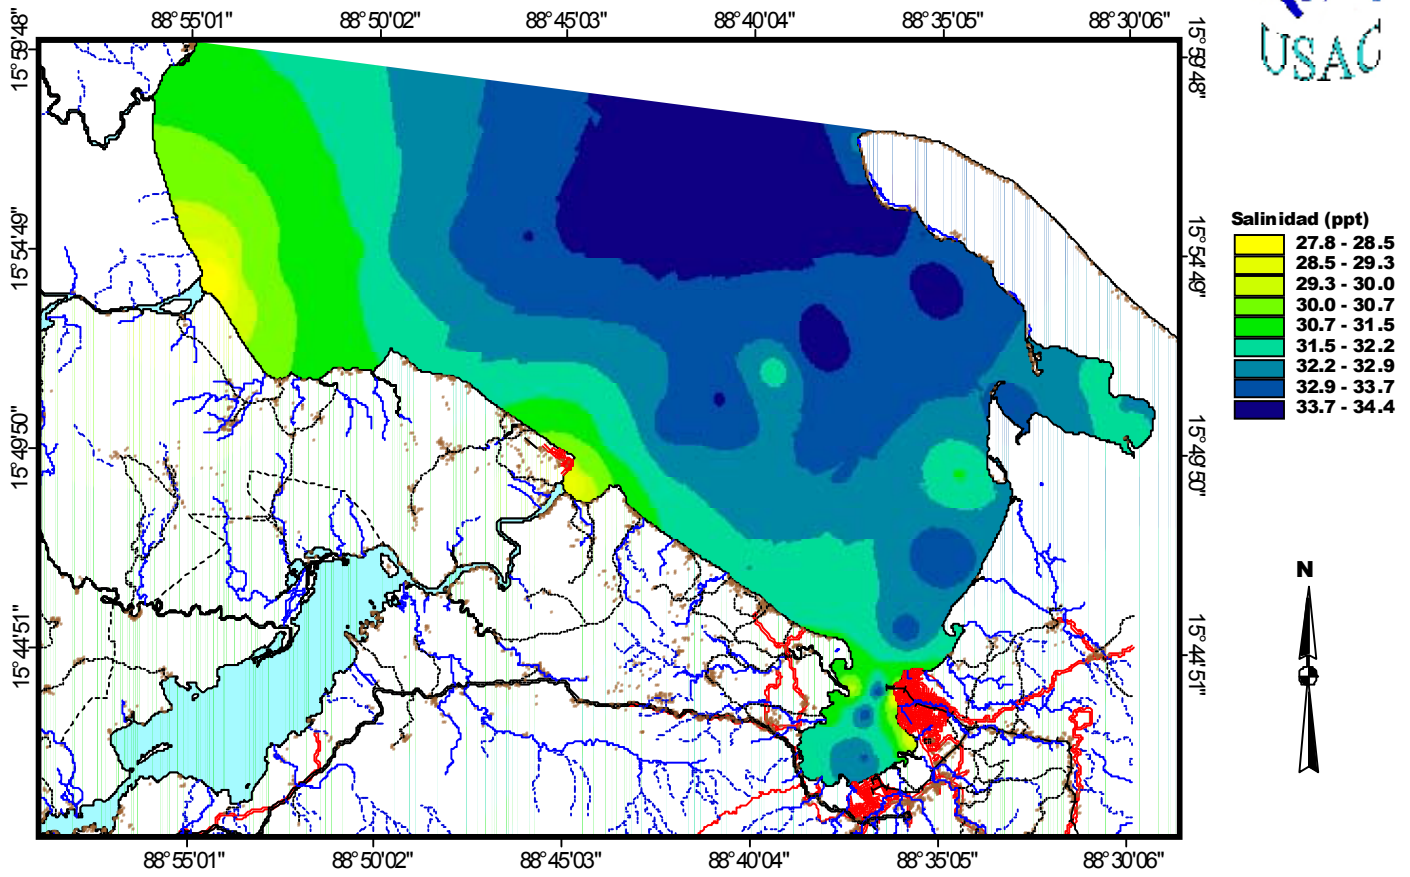 88°55'01" 88°50'02" 88°45'03" 88°40'04" 88°35'05" 88°30'06"
15°59'48" 15°59'48"
USAC
15°54'49" 15°54'49"
Salinidad (ppt)
27.8 - 28.5
28.5 - 29.3
29.3 - 30.0
30.0 - 30.7
30.7 - 31.5
31.5 - 32.2
32.2 - 32.9
32.9 - 33.7
33.7 - 34.4
15°49'50" 15°49'50"
N
15°44'51" 15°44'51"
88°55'01" 88°50'02" 88°45'03" 88°40'04" 88°35'05" 88°30'06"